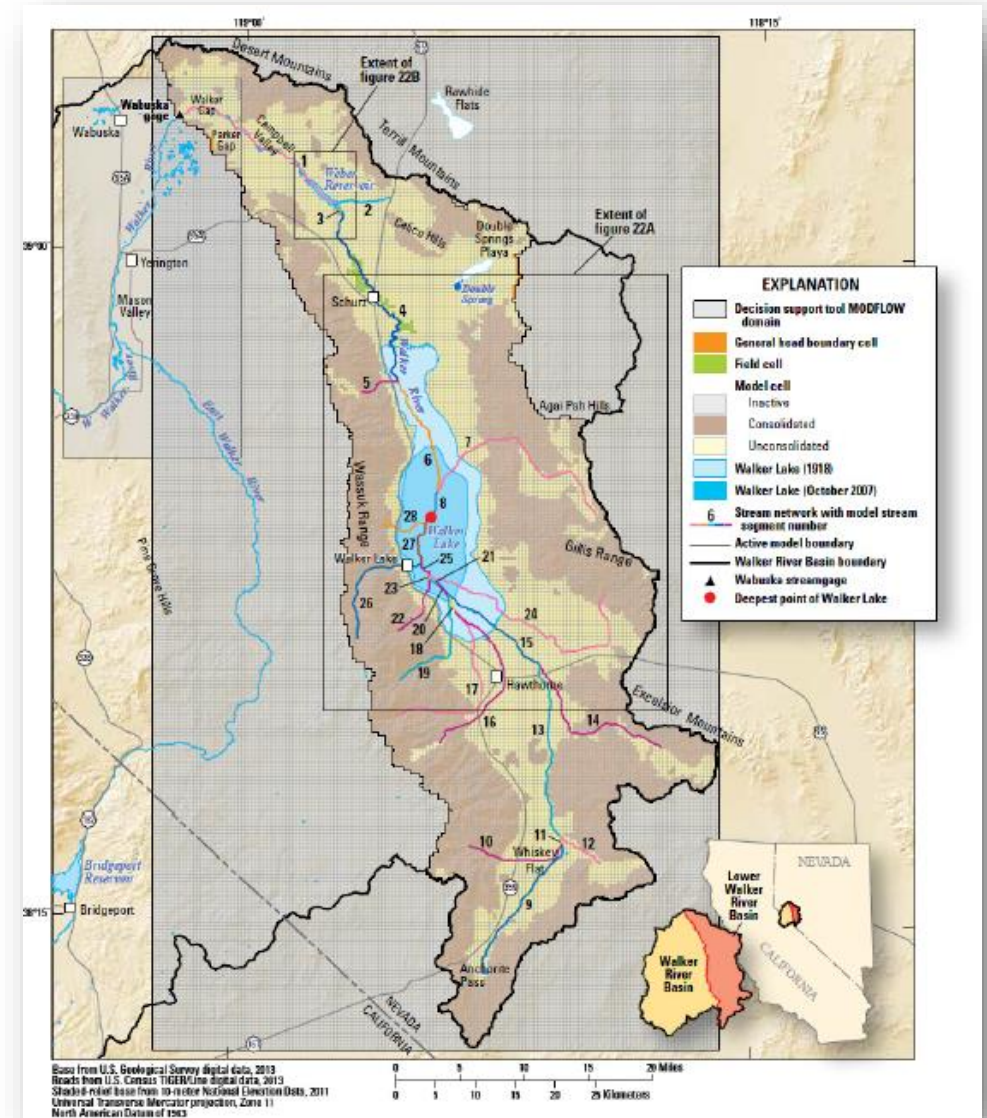 119°00'
118°15'
Desert Mountains
Extent of
figure 22B
Rawhide
Flats
Wabuska
gage
Walker
Gap
Wabuska
Parker
Gap
Campbell
Valley
Terrill Mountains
1
Weber
Reservoir
2
3
Calico Hills
Double
Springs
Playa
Extent of
figure 22A
39°00'
Walker
River
Yerington
Double
Spring
Schurz
4
Mason
Valley
Walker
River
5
Agai Pah Hills
W. Walker
River
East
Walker
River
7
6
Wassuk Range
8
28
Walker
Lake
27
Gillis Range
Walker Lake
25
21
23
26
22
24
20
18
15
19
Hawthorne
17
16
13
14
Excelsior Mountains
Pine Grove Hills
10
11
12
Whiskey
Flat
9
Bridgeport
Reservoir
38°15'
Bridgeport
Anchorite
Pass
NEVADA
CALIFORNIA
EXPLANATION
Decision support tool MODFLOW
domain
General head boundary cell
Field cell
Model cell
Inactive
Consolidated
Unconsolidated
Walker Lake (1918)
Walker Lake (October 2007)
6
Stream network with model stream
segment number
Active model boundary
Walker River Basin boundary
Wabuska streamgage
Deepest point of Walker Lake
NEVADA
Lower
Walker
River
Basin
Walker
River
Basin
CALIFORNIA
Base from U.S. Geological Survey digital data, 2013
Roads from U.S. Census TIGER/Line digital data, 2013
Shaded-relief base from 10-meter National Elevation Data, 2011
Universal Transverse Mercator projection, Zone 11
North American Datum of 1983
0 5 10 15 20 Miles
0 5 10 15 20 25 Kilometers